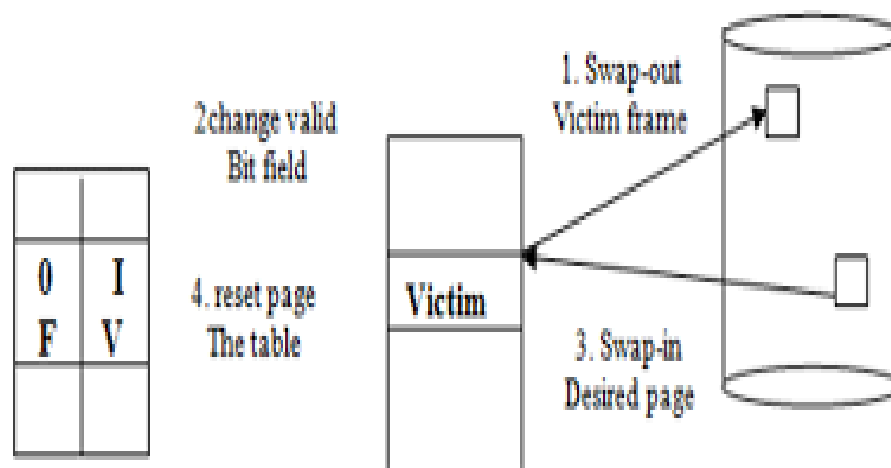 1. Swap-out
Victim frame
2change valid
Bit field
0 I
F V
4. reset page
The table
Victim
3. Swap-in
Desired page